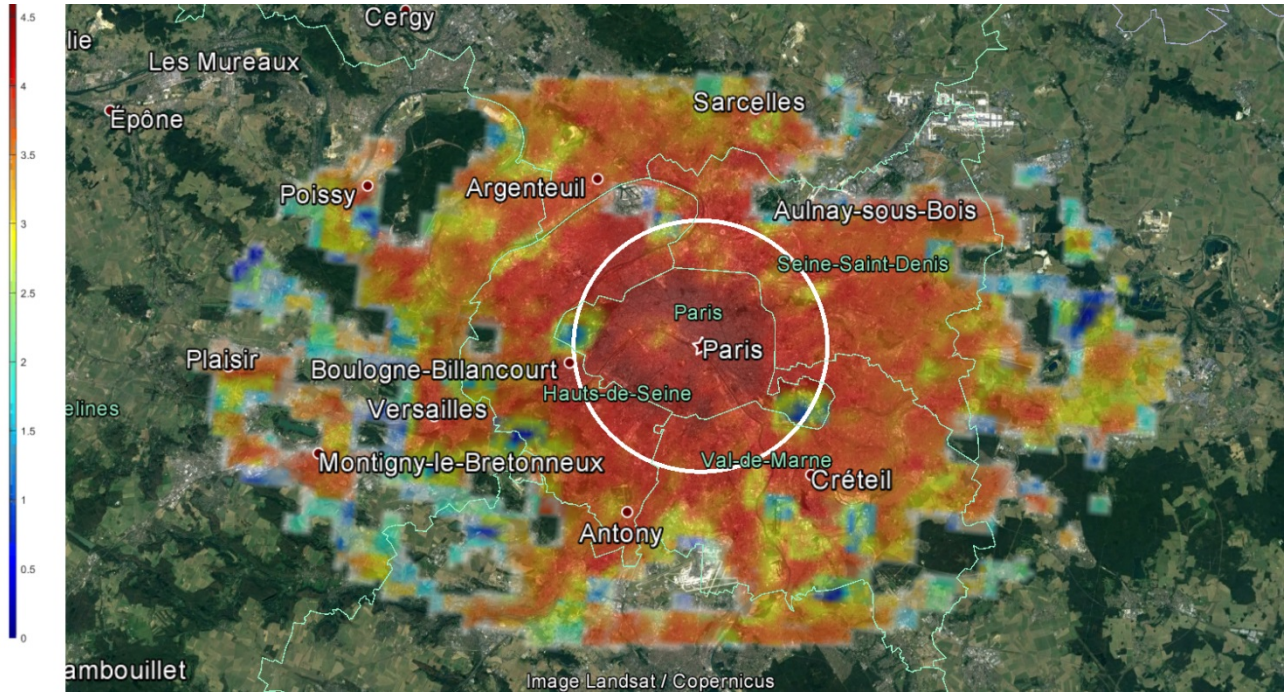 4.5
4
3.5
3
2.5
2
1.5
1
0.5
0
Cergy
lie
Les Mureaux
Épône
Sarcelles
Poissy
Argenteuil
Aulnay-sous-Bois
Seine-Saint-Denis
Paris
Paris
Plaisir
Boulogne-Billancourt
Hauts-de-Seine
elines
Versailles
Montigny-le-Bretonneux
Val-de-Marne
Créteil
Antony
ambouillet
Image Landsat / Copernicus